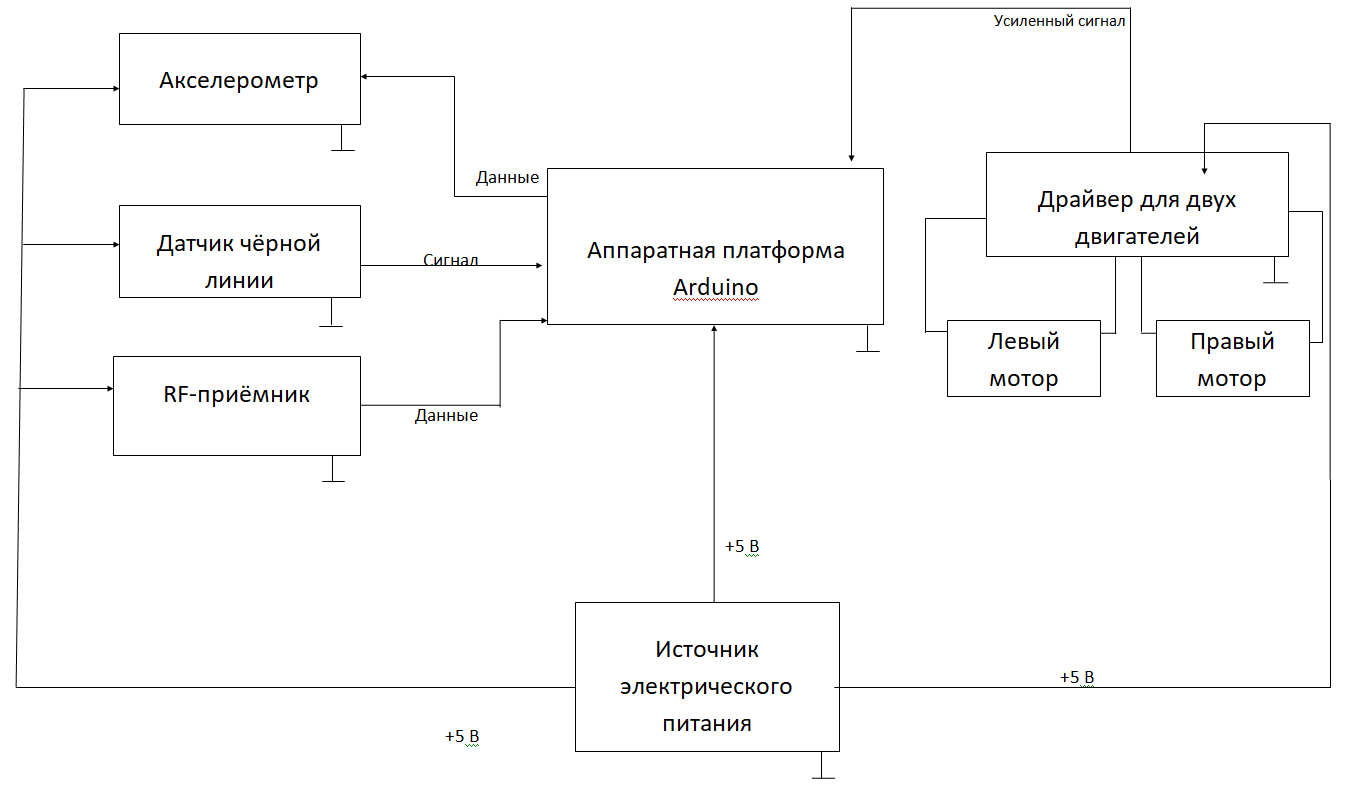 Усиленный сигнал
Акселерометр
Данные
Драйвер для двух
двигателей
Датчик чёрной
линии
Сигнал
Аппаратная платформа
Arduino
Левый
мотор
Правый
мотор
RF-приёмник
Данные
+5 В
Источник
электрического
питания
+5 В
+5 В